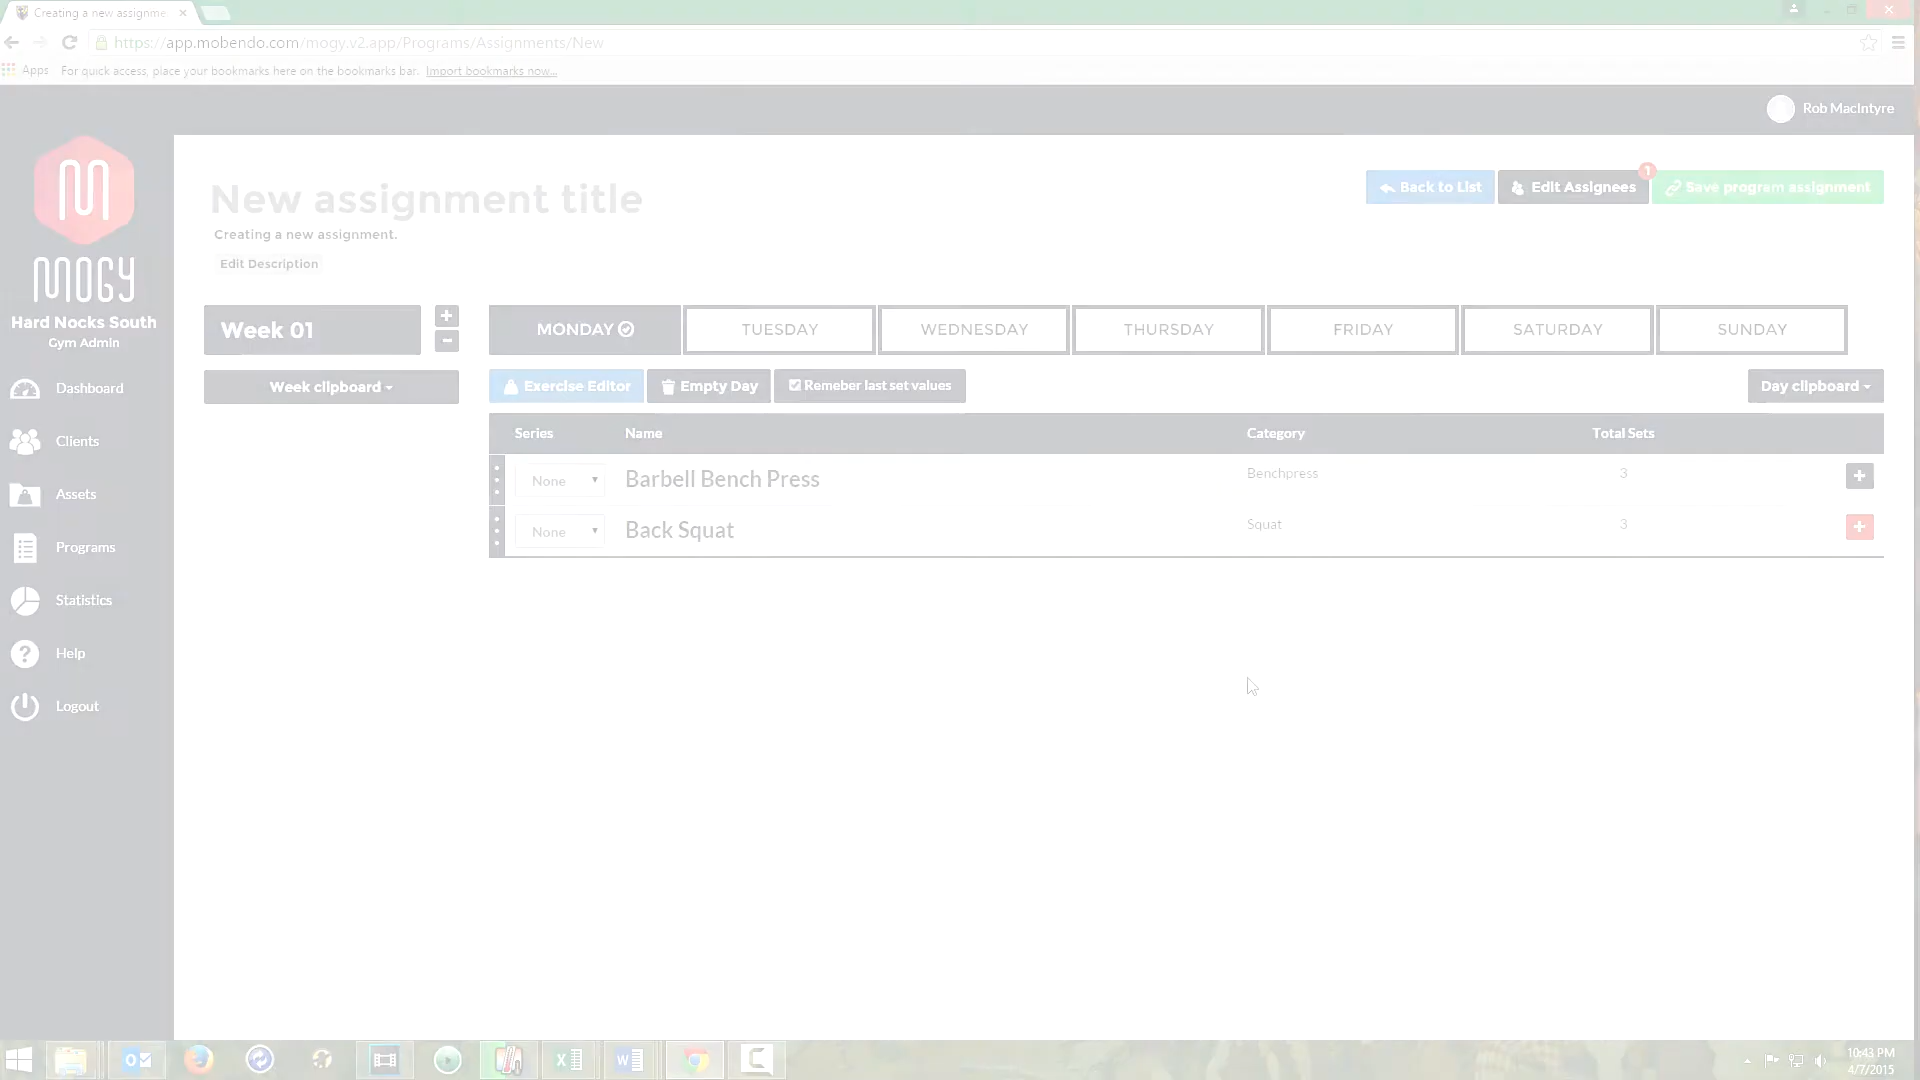 Creating a new assignme
https://app.mobendo.com/mogy.v2.app/Programs/Assignments/New
Apps For quick access, place your bookmarks here on the bookmarks bar. Import bookmarks now...
Rob MacIntyre
MOGY
Hard Nocks South
Gym Admin
Dashboard
Clients
Assets
Programs
Statistics
Help
Logout
New assignment title
Creating a new assignment.
Edit Description
Back to List
Edit Assignees
1
Save program assignment
Week 01
+
-
Week clipboard
MONDAY TUESDAY WEDNESDAY THURSDAY FRIDAY SATURDAY SUNDAY
Exercise Editor Empty Day Remeber last set values Day clipboard
Series Name Category Total Sets
None Barbell Bench Press Benchpress 3 +
None Back Squat Squat 3 +
10:43 PM
4/7/2015